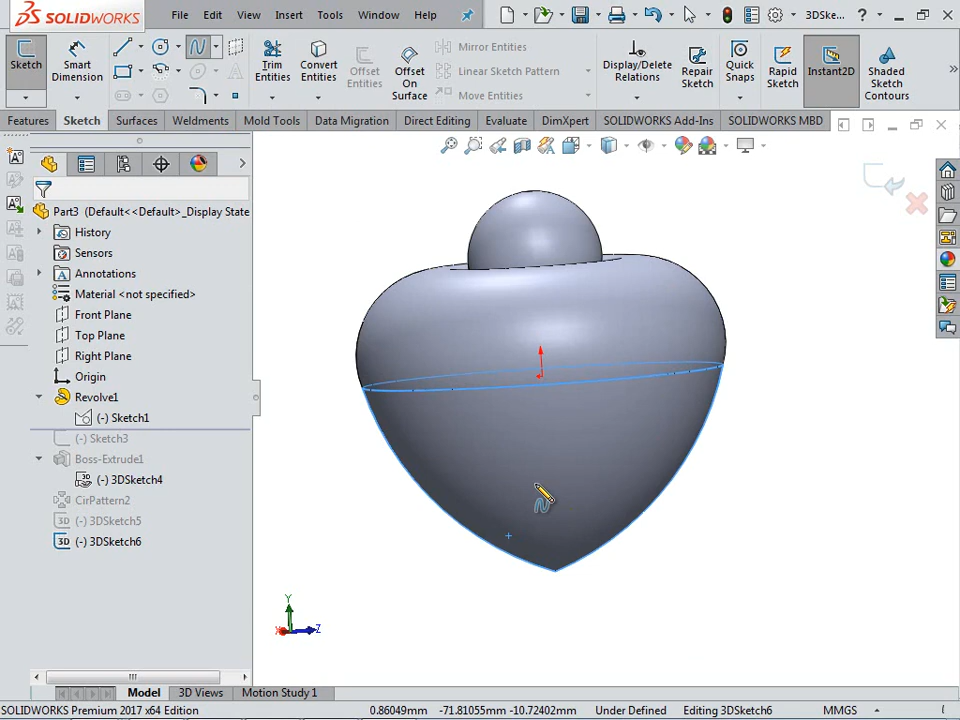 SOLIDWORKS File Edit View Insert Tools Window Help 3DSke... ?
Sketch
Smart Dimension
Trim Entities
Convert Entities
Offset Entities
Offset On Surface
Mirror Entities
Linear Sketch Pattern
Move Entities
Display/Delete Relations
Repair Sketch
Quick Snaps
Rapid Sketch
Instant2D
Shaded Sketch Contours
Features Sketch Surfaces Weldments Mold Tools Data Migration Direct Editing Evaluate DimXpert SOLIDWORKS Add-Ins SOLIDWORKS MBD
Part3 (Default<<Default>_Display State
History
Sensors
Annotations
Material <not specified>
Front Plane
Top Plane
Right Plane
Origin
Revolve1
(-) Sketch1
(-) Sketch3
Boss-Extrude1
(-) 3DSketch4
CirPattern2
(-) 3DSketch5
(-) 3DSketch6
Y
X
Z
Model 3D Views Motion Study 1
SOLIDWORKS Premium 2017 x64 Edition 0.86049mm -71.81055mm -10.72402mm Under Defined Editing 3DSketch6 MMGS